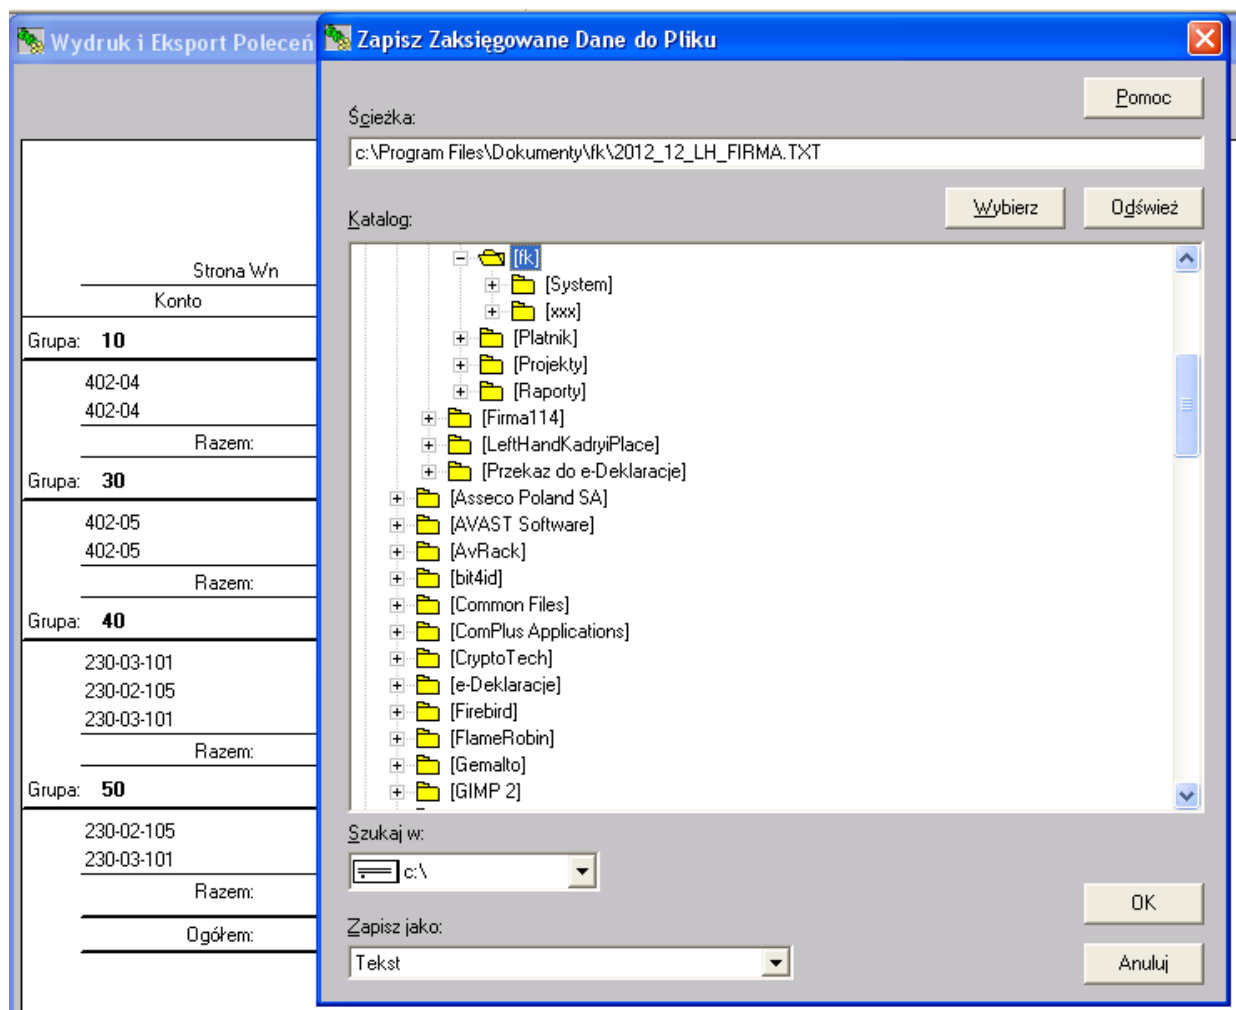 Wydruk i Eksport Poleceń
Strona Wn
Konto
Grupa: 10
402-04
402-04
Razem:
Grupa: 30
402-05
402-05
Razem:
Grupa: 40
230-03-101
230-02-105
230-03-101
Razem:
Grupa: 50
230-02-105
230-03-101
Razem:
Ogółem:
Zapisz Zaksięgowane Dane do Pliku
Pomoc
Ścieżka:
c:\Program Files\Dokumenty\fk\2012_12_LH_FIRMA.TXT
Wybierz
Odśwież
Katalog:
[fk]
[System]
[xxx]
[Platnik]
[Projekty]
[Raporty]
[Firma114]
[LeftHandKadryiPlace]
[Przekaz do e-Deklaracje]
[Asseco Poland SA]
[AVAST Software]
[AvRack]
[bit4id]
[Common Files]
[ComPlus Applications]
[CryptoTech]
[e-Deklaracje]
[Firebird]
[FlameRobin]
[Gemalto]
[GIMP 2]
Szukaj w:
c:\
OK
Zapisz jako:
Tekst
Anuluj